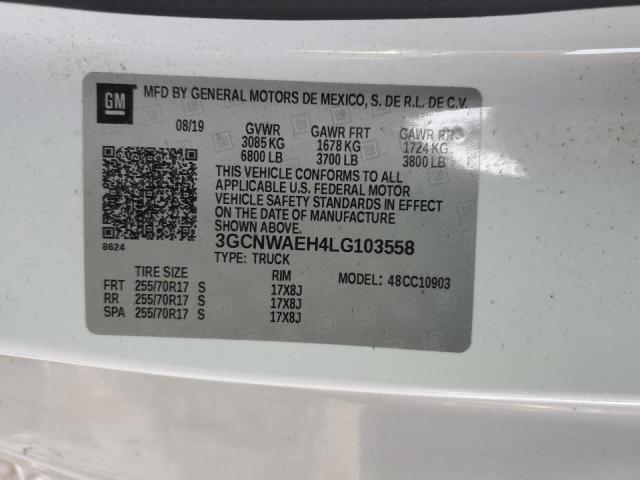 GM
MFD BY GENERAL MOTORS DE MEXICO, S. DE R.L. DE C.V.
08/19 GVWR GAWR FRT GAWR RR
3085 KG 1678 KG 1724 KG
6800 LB 3700 LB 3800 LB
THIS VEHICLE CONFORMS TO ALL
APPLICABLE U.S. FEDERAL MOTOR
VEHICLE SAFETY STANDARDS IN EFFECT
ON THE DATE OF MANUFACTURE
SHOWN ABOVE.
8624
3GCNWAEH4LG103558
TYPE: TRUCK
TIRE SIZE RIM MODEL: 48CC10903
FRT 255/70R17 S 17X8J
RR 255/70R17 S 17X8J
SPA 255/70R17 S 17X8J